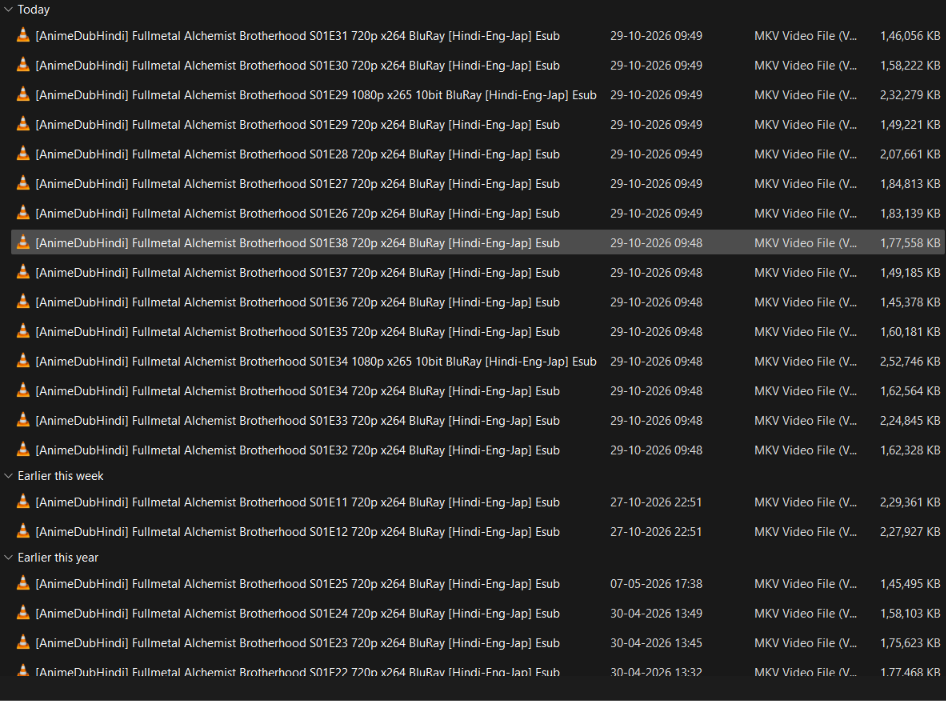 Today
[AnimeDubHindi] Fullmetal Alchemist Brotherhood S01E31 720p x264 BluRay [Hindi-Eng-Jap] Esub 29-10-2026 09:49 MKV Video File (V... 1,46,056 KB
[AnimeDubHindi] Fullmetal Alchemist Brotherhood S01E30 720p x264 BluRay [Hindi-Eng-Jap] Esub 29-10-2026 09:49 MKV Video File (V... 1,58,222 KB
[AnimeDubHindi] Fullmetal Alchemist Brotherhood S01E29 1080p x265 10bit BluRay [Hindi-Eng-Jap] Esub 29-10-2026 09:49 MKV Video File (V... 2,32,279 KB
[AnimeDubHindi] Fullmetal Alchemist Brotherhood S01E29 720p x264 BluRay [Hindi-Eng-Jap] Esub 29-10-2026 09:49 MKV Video File (V... 1,49,221 KB
[AnimeDubHindi] Fullmetal Alchemist Brotherhood S01E28 720p x264 BluRay [Hindi-Eng-Jap] Esub 29-10-2026 09:49 MKV Video File (V... 2,07,661 KB
[AnimeDubHindi] Fullmetal Alchemist Brotherhood S01E27 720p x264 BluRay [Hindi-Eng-Jap] Esub 29-10-2026 09:49 MKV Video File (V... 1,84,813 KB
[AnimeDubHindi] Fullmetal Alchemist Brotherhood S01E26 720p x264 BluRay [Hindi-Eng-Jap] Esub 29-10-2026 09:49 MKV Video File (V... 1,83,139 KB
[AnimeDubHindi] Fullmetal Alchemist Brotherhood S01E38 720p x264 BluRay [Hindi-Eng-Jap] Esub 29-10-2026 09:48 MKV Video File (V... 1,77,558 KB
[AnimeDubHindi] Fullmetal Alchemist Brotherhood S01E37 720p x264 BluRay [Hindi-Eng-Jap] Esub 29-10-2026 09:48 MKV Video File (V... 1,49,185 KB
[AnimeDubHindi] Fullmetal Alchemist Brotherhood S01E36 720p x264 BluRay [Hindi-Eng-Jap] Esub 29-10-2026 09:48 MKV Video File (V... 1,45,378 KB
[AnimeDubHindi] Fullmetal Alchemist Brotherhood S01E35 720p x264 BluRay [Hindi-Eng-Jap] Esub 29-10-2026 09:48 MKV Video File (V... 1,60,181 KB
[AnimeDubHindi] Fullmetal Alchemist Brotherhood S01E34 1080p x265 10bit BluRay [Hindi-Eng-Jap] Esub 29-10-2026 09:48 MKV Video File (V... 2,52,746 KB
[AnimeDubHindi] Fullmetal Alchemist Brotherhood S01E34 720p x264 BluRay [Hindi-Eng-Jap] Esub 29-10-2026 09:48 MKV Video File (V... 1,62,564 KB
[AnimeDubHindi] Fullmetal Alchemist Brotherhood S01E33 720p x264 BluRay [Hindi-Eng-Jap] Esub 29-10-2026 09:48 MKV Video File (V... 2,24,845 KB
[AnimeDubHindi] Fullmetal Alchemist Brotherhood S01E32 720p x264 BluRay [Hindi-Eng-Jap] Esub 29-10-2026 09:48 MKV Video File (V... 1,62,328 KB
Earlier this week
[AnimeDubHindi] Fullmetal Alchemist Brotherhood S01E11 720p x264 BluRay [Hindi-Eng-Jap] Esub 27-10-2026 22:51 MKV Video File (V... 2,29,361 KB
[AnimeDubHindi] Fullmetal Alchemist Brotherhood S01E12 720p x264 BluRay [Hindi-Eng-Jap] Esub 27-10-2026 22:51 MKV Video File (V... 2,27,927 KB
Earlier this year
[AnimeDubHindi] Fullmetal Alchemist Brotherhood S01E25 720p x264 BluRay [Hindi-Eng-Jap] Esub 07-05-2026 17:38 MKV Video File (V... 1,45,495 KB
[AnimeDubHindi] Fullmetal Alchemist Brotherhood S01E24 720p x264 BluRay [Hindi-Eng-Jap] Esub 30-04-2026 13:49 MKV Video File (V... 1,58,103 KB
[AnimeDubHindi] Fullmetal Alchemist Brotherhood S01E23 720p x264 BluRay [Hindi-Eng-Jap] Esub 30-04-2026 13:45 MKV Video File (V... 1,75,623 KB
[AnimeDubHindi] Fullmetal Alchemist Brotherhood S01E22 720p x264 BluRay [Hindi-Eng-Jap] Esub 30-04-2026 13:32 MKV Video File (V... 1,77,468 KB